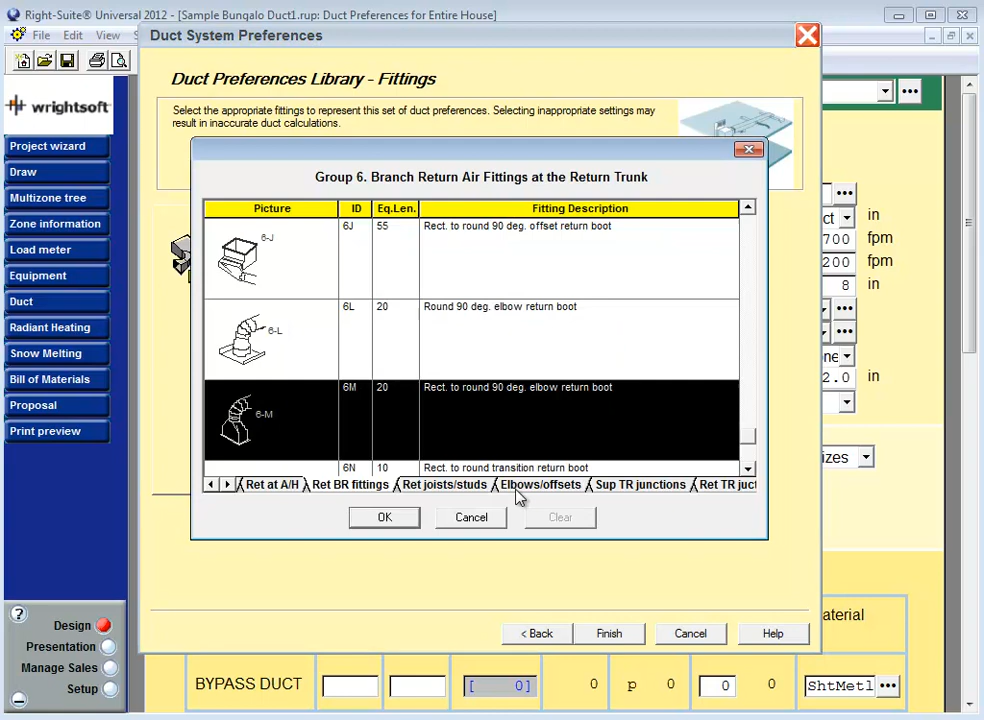 Right-Suite® Universal 2012 - [Sample Bungalo Duct1.rup: Duct Preferences for Entire House]
File Edit View
Duct System Preferences
Duct Preferences Library - Fittings
Select the appropriate fittings to represent this set of duct preferences. Selecting inappropriate settings may
result in inaccurate duct calculations.
wrightsoft
Project wizard
Draw
Multizone tree
Zone information
Load meter
Equipment
Duct
Radiant Heating
Snow Melting
Bill of Materials
Proposal
Print preview
Group 6. Branch Return Air Fittings at the Return Trunk
Picture ID Eq.Len. Fitting Description
6-J 6J 55 Rect. to round 90 deg. offset return boot
6-L 6L 20 Round 90 deg. elbow return boot
6-M 6M 20 Rect. to round 90 deg. elbow return boot
6N 10 Rect. to round transition return boot
Ret at A/H Ret BR fittings Ret joists/studs Elbows/offsets Sup TR junctions Ret TR juct
OK Cancel Clear
in
700 fpm
200 fpm
8 in
2.0 in
izes
aterial
< Back Finish Cancel Help
?
Design
Presentation
Manage Sales
Setup
BYPASS DUCT [ 0] 0 p 0 0 0 ShtMetl